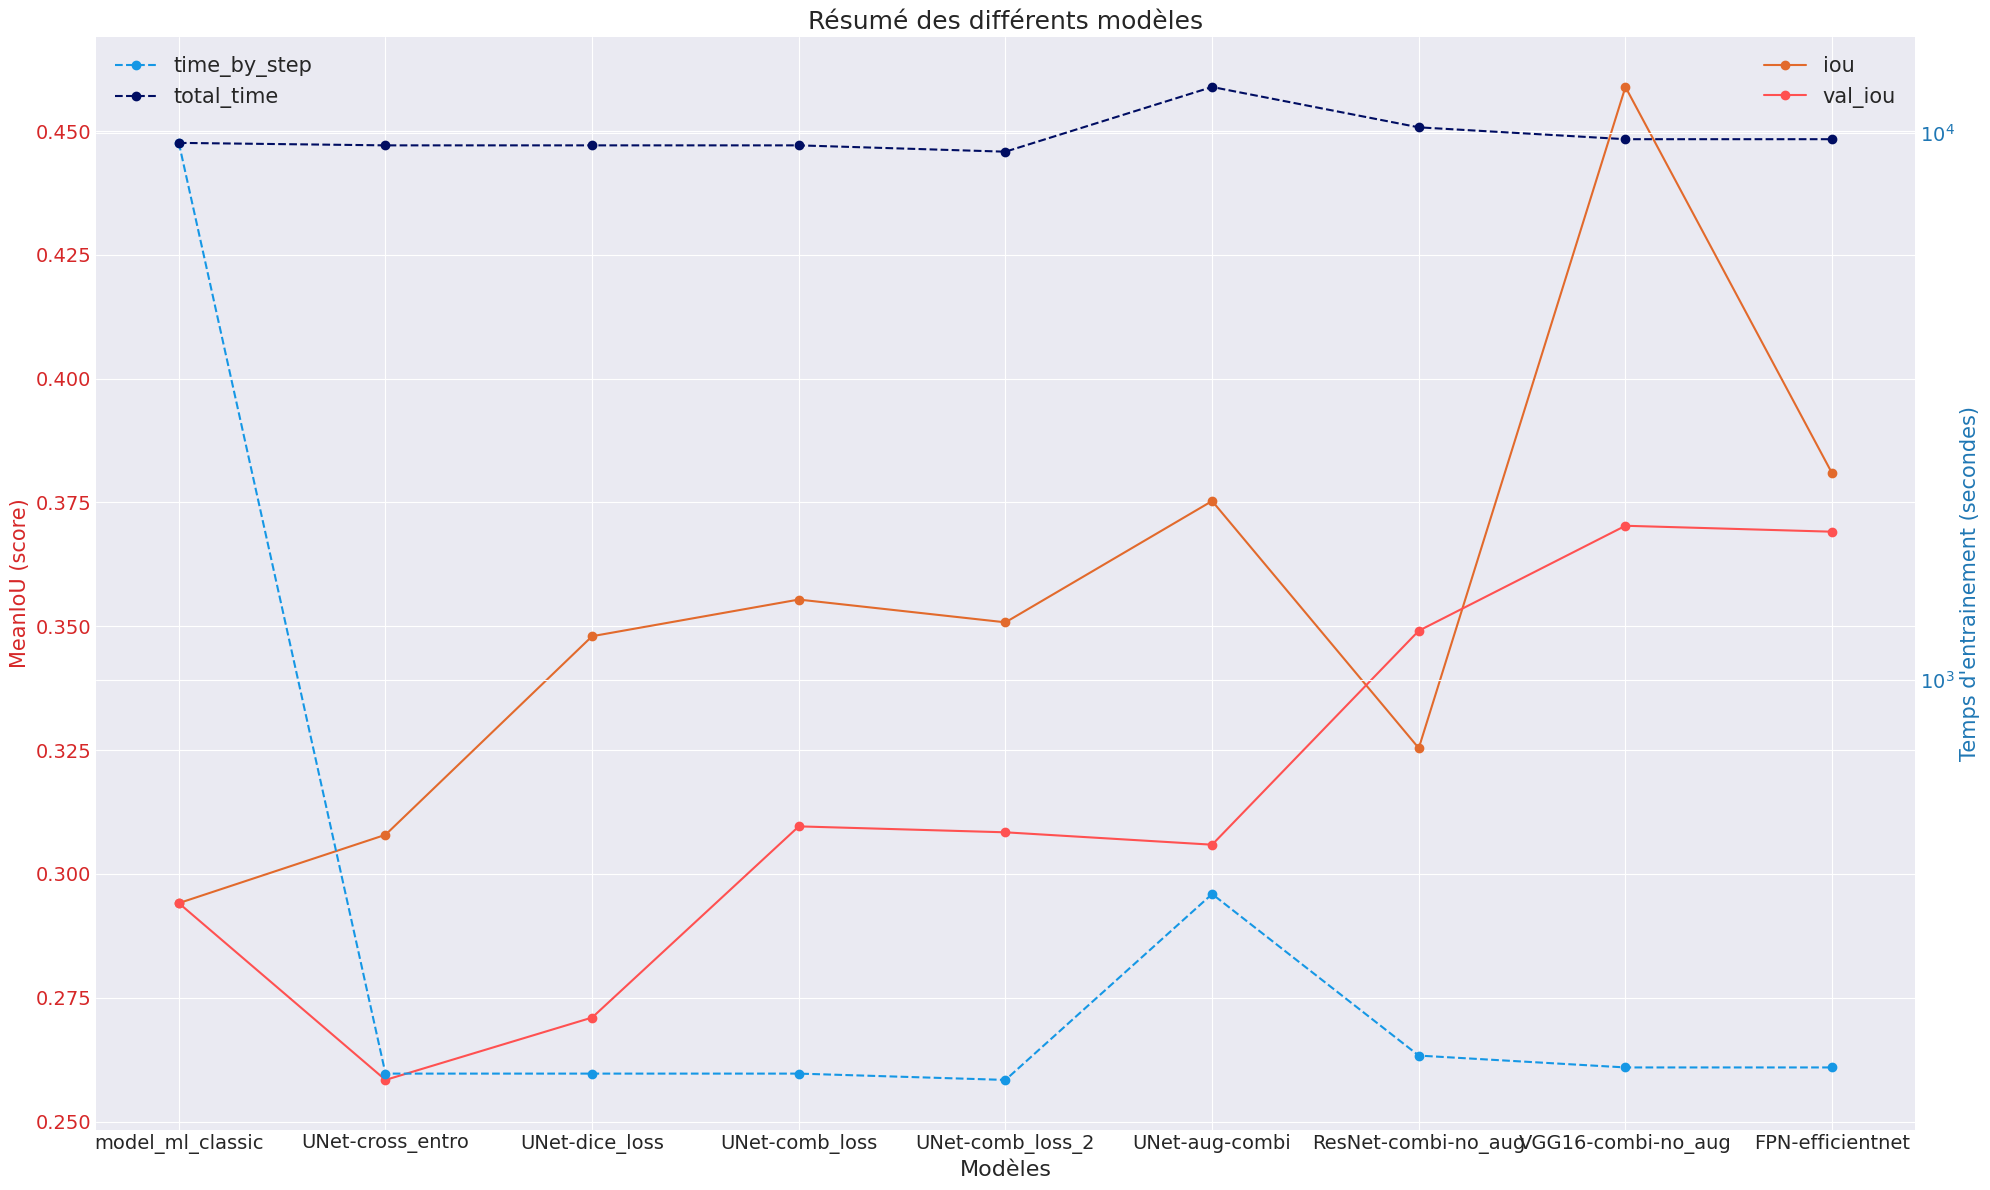 Résumé des différents modèles
time_by_step
total_time
iou
val_iou
0.450
0.425
0.400
0.375
0.350
0.325
0.300
0.275
0.250
MeanIoU (score)
10⁴
10³
Temps d'entrainement (secondes)
model_ml_classic UNet-cross_entro UNet-dice_loss UNet-comb_loss UNet-comb_loss_2 UNet-aug-combi ResNet-combi-no_aug VGG16-combi-no_aug FPN-efficientnet
Modèles